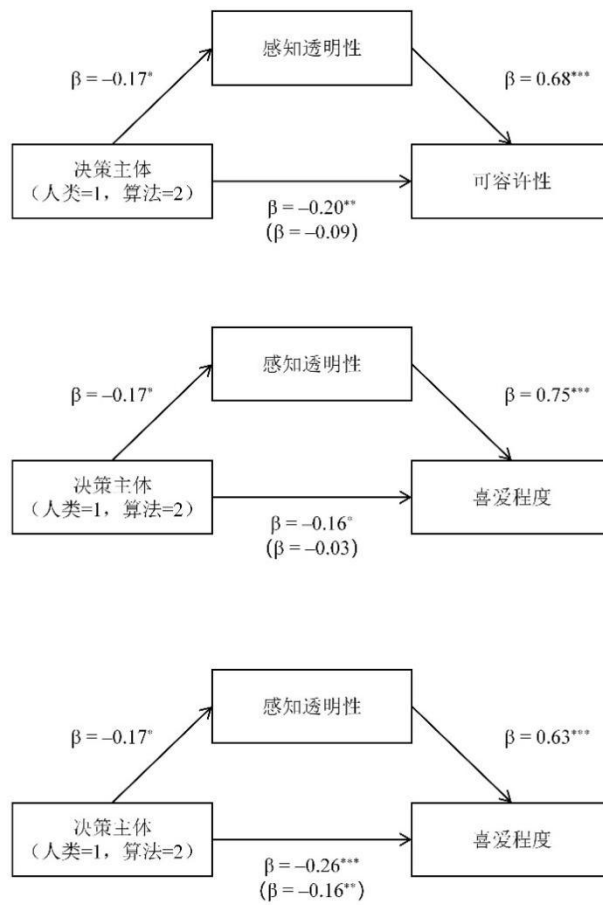 感知透明性
β = –0.17*
β = 0.68***
决策主体
（人类=1，算法=2）
可容许性
β = –0.20**
(β = –0.09)
感知透明性
β = –0.17*
β = 0.75***
决策主体
（人类=1，算法=2）
喜爱程度
β = –0.16*
(β = –0.03)
感知透明性
β = –0.17*
β = 0.63***
决策主体
（人类=1，算法=2）
喜爱程度
β = –0.26***
(β = –0.16**)